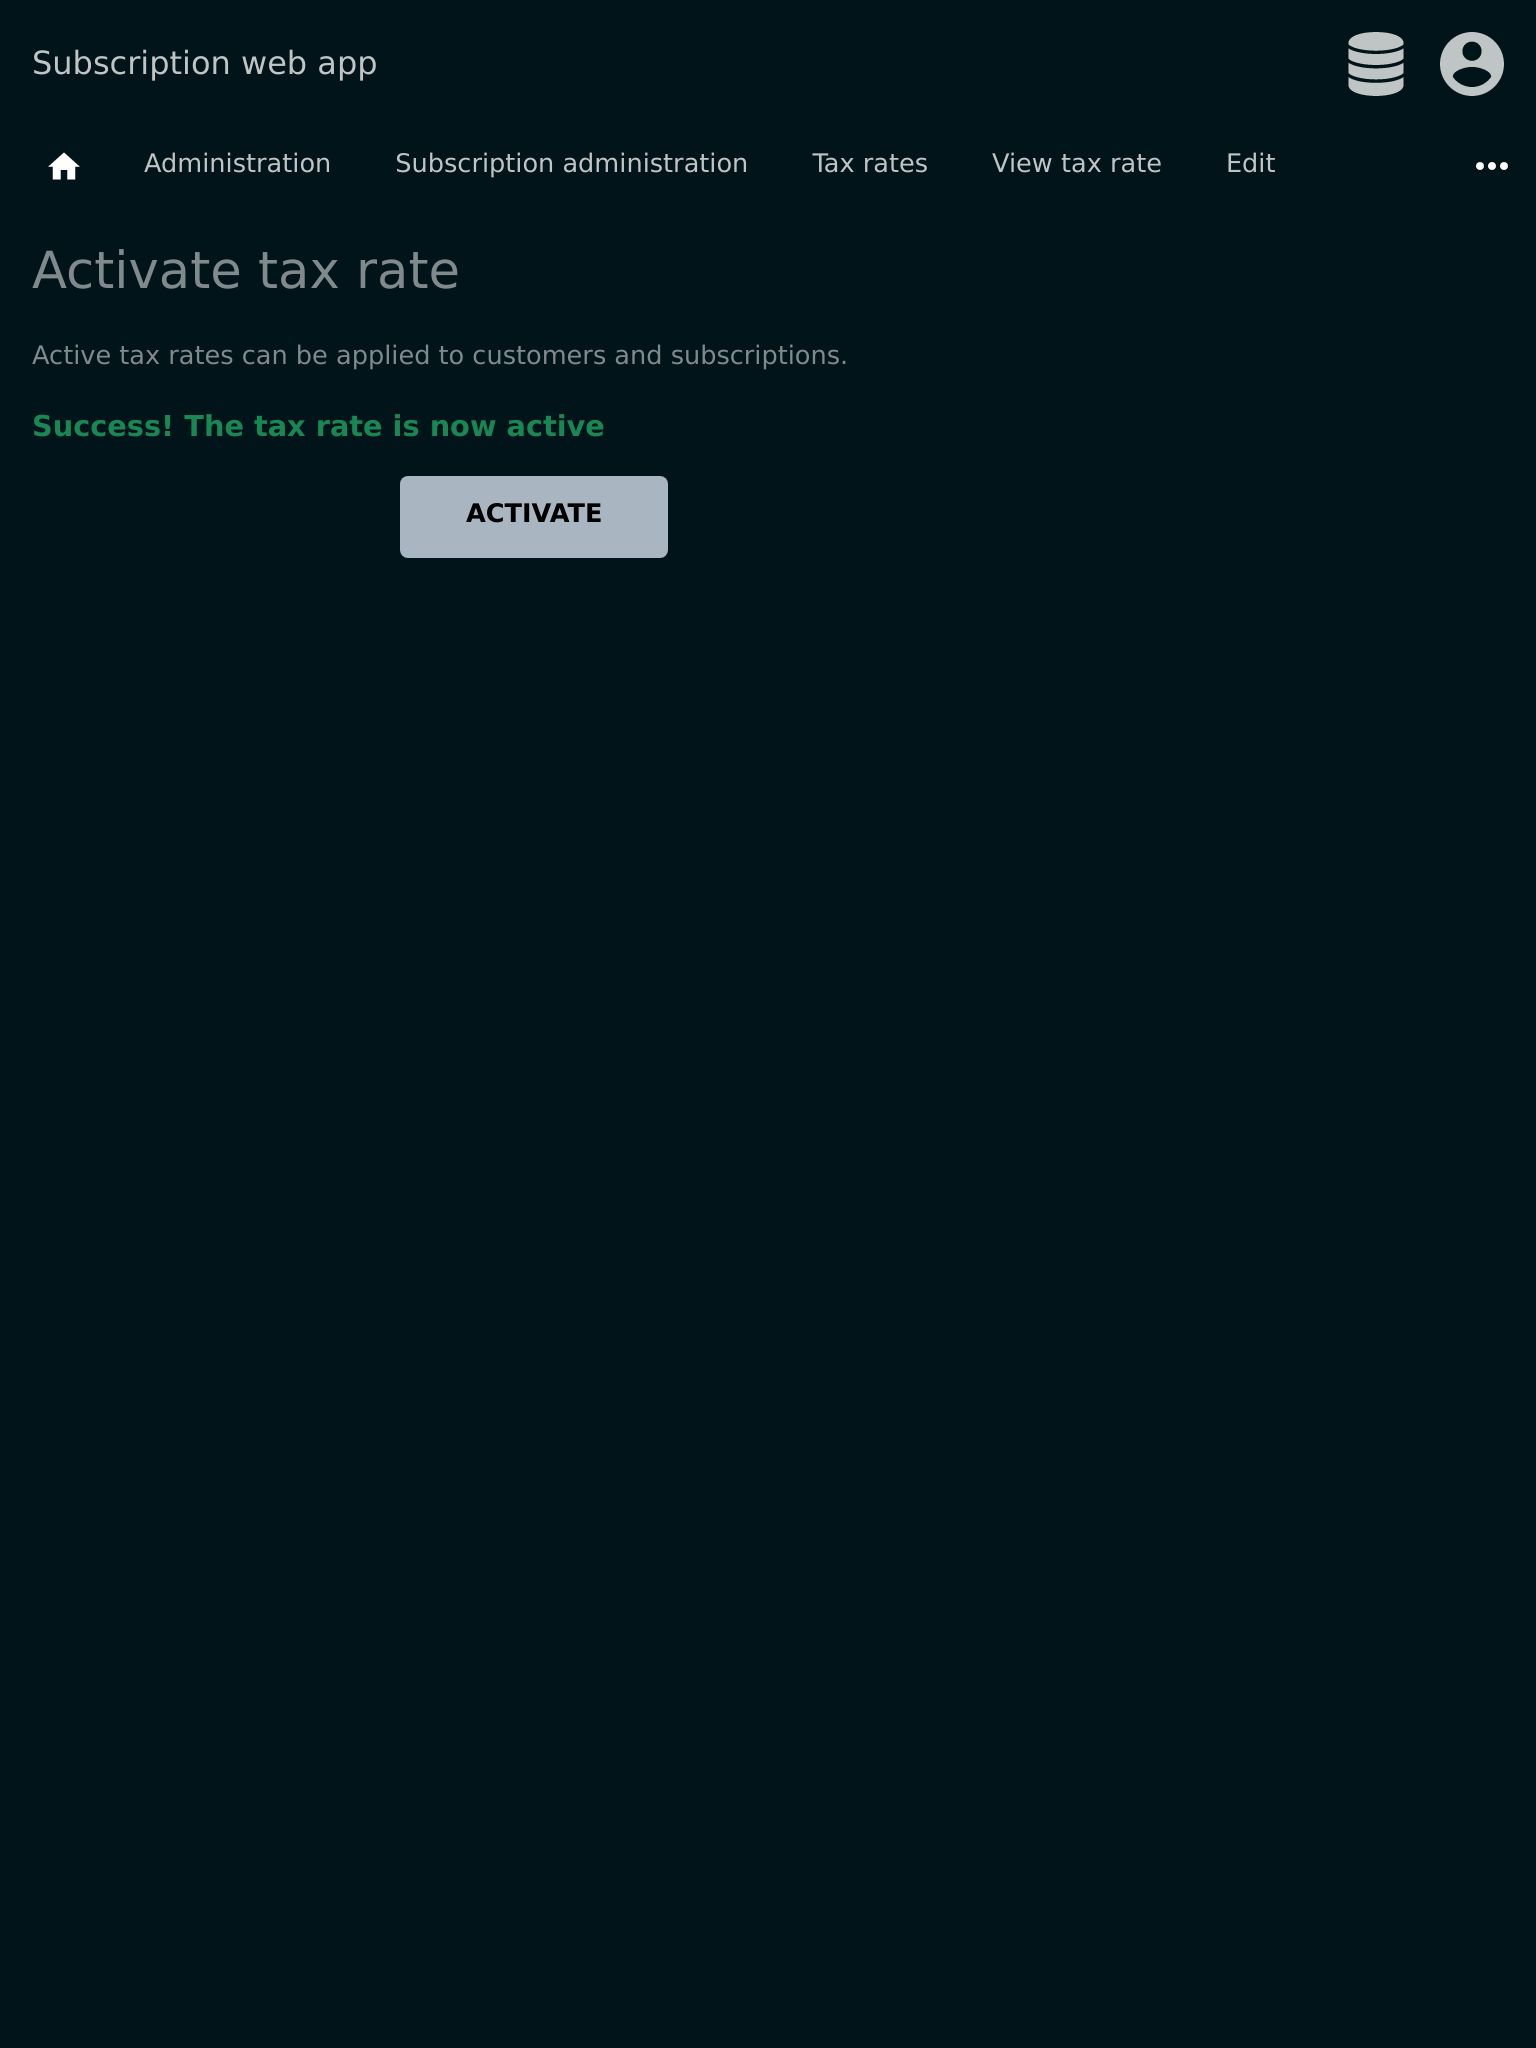 Subscription web app
Administration Subscription administration Tax rates View tax rate Edit
Activate tax rate
Active tax rates can be applied to customers and subscriptions.
Success! The tax rate is now active
ACTIVATE